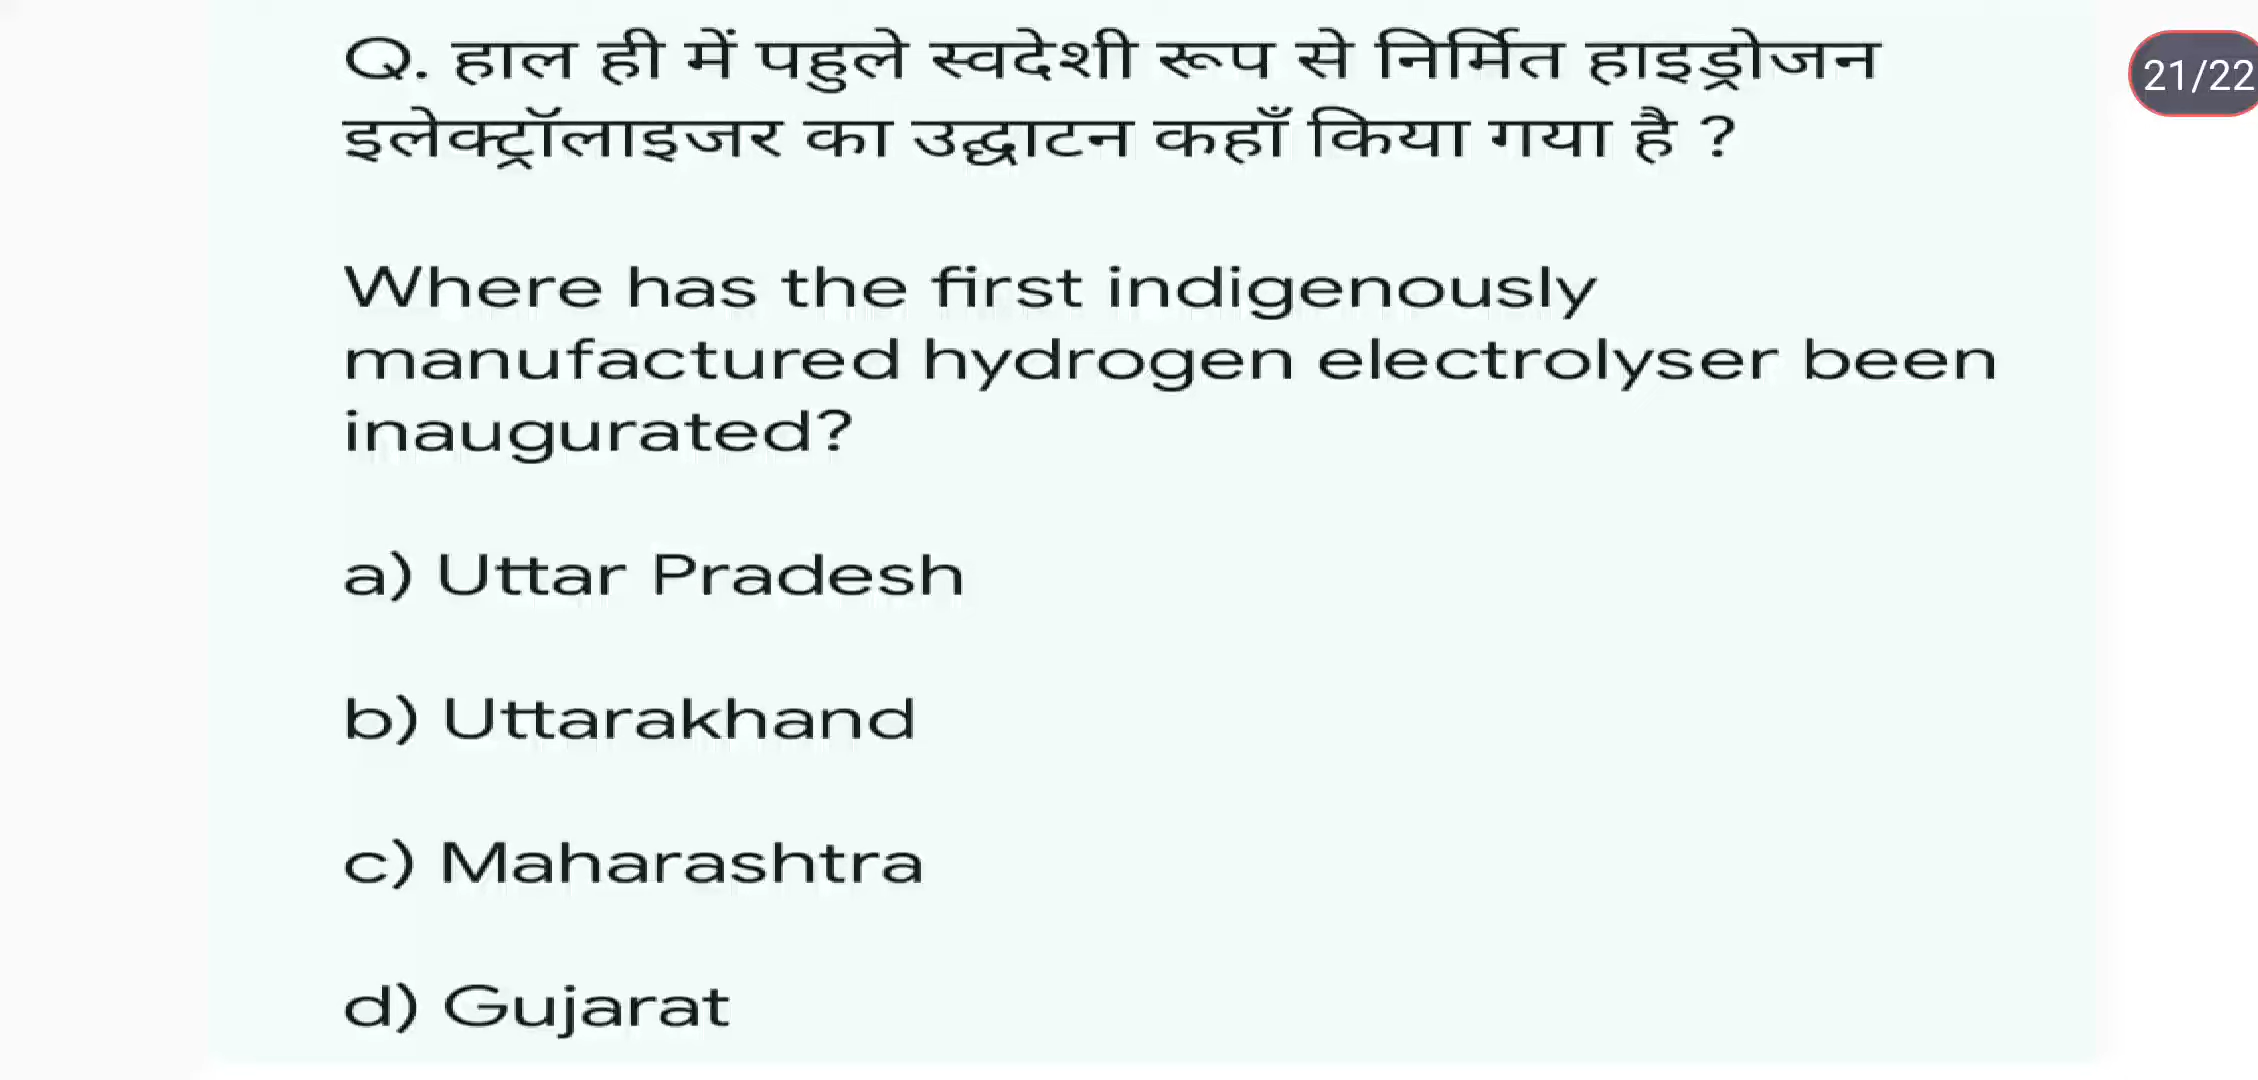 Q. हाल ही में पहुले स्वदेशी रूप से निर्मित हाइड्रोजन
इलेक्ट्रॉलाइजर का उद्घाटन कहाँ किया गया है ?
21/22
Where has the first indigenously
manufactured hydrogen electrolyser been
inaugurated?
a) Uttar Pradesh
b) Uttarakhand
c) Maharashtra
d) Gujarat